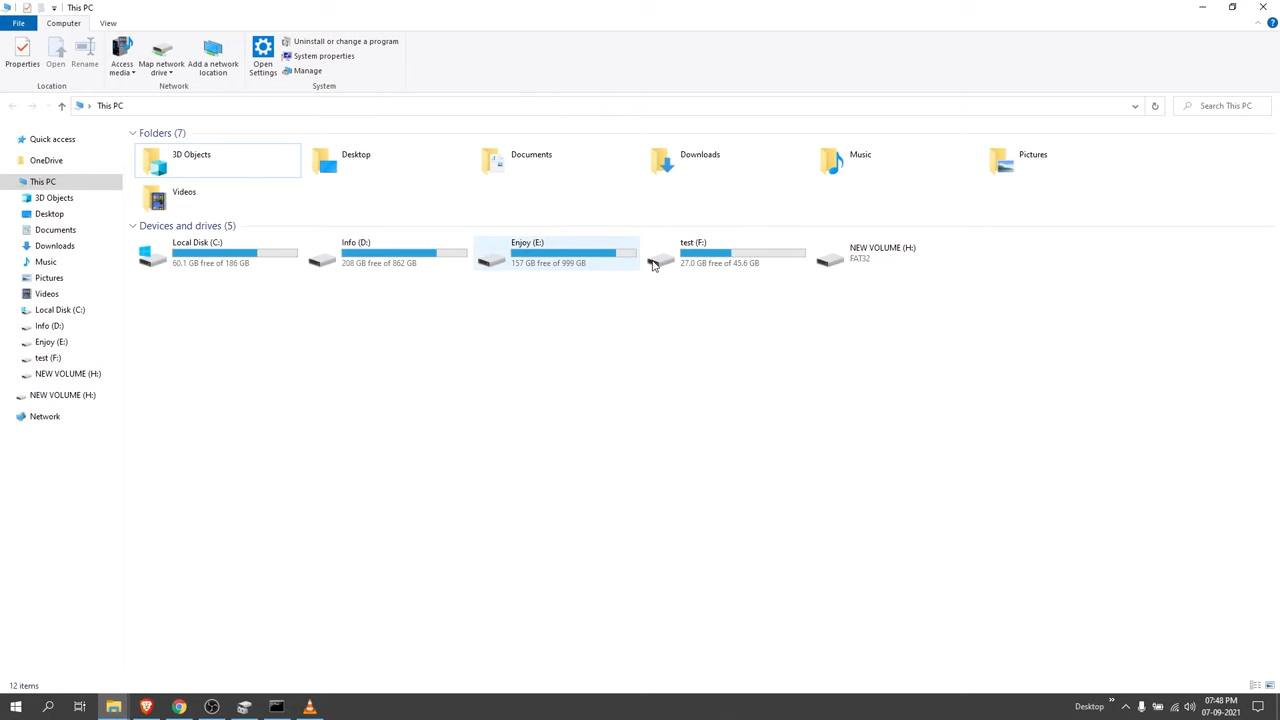 This PC
File
Computer
View
Properties
Open
Rename
Access media
Map network drive
Add a network location
Open Settings
Uninstall or change a program
System properties
Manage
Location
Network
System
This PC
Search This PC
Quick access
OneDrive
This PC
3D Objects
Desktop
Documents
Downloads
Music
Pictures
Videos
Local Disk (C:)
Info (D:)
Enjoy (E:)
test (F:)
NEW VOLUME (H:)
NEW VOLUME (H:)
Network
Folders (7)
3D Objects
Desktop
Documents
Downloads
Music
Pictures
Videos
Devices and drives (5)
Local Disk (C:)
60.1 GB free of 186 GB
Info (D:)
208 GB free of 862 GB
Enjoy (E:)
157 GB free of 999 GB
test (F:)
27.0 GB free of 45.6 GB
NEW VOLUME (H:)
FAT32
12 items
Desktop
07:48 PM
07-09-2021